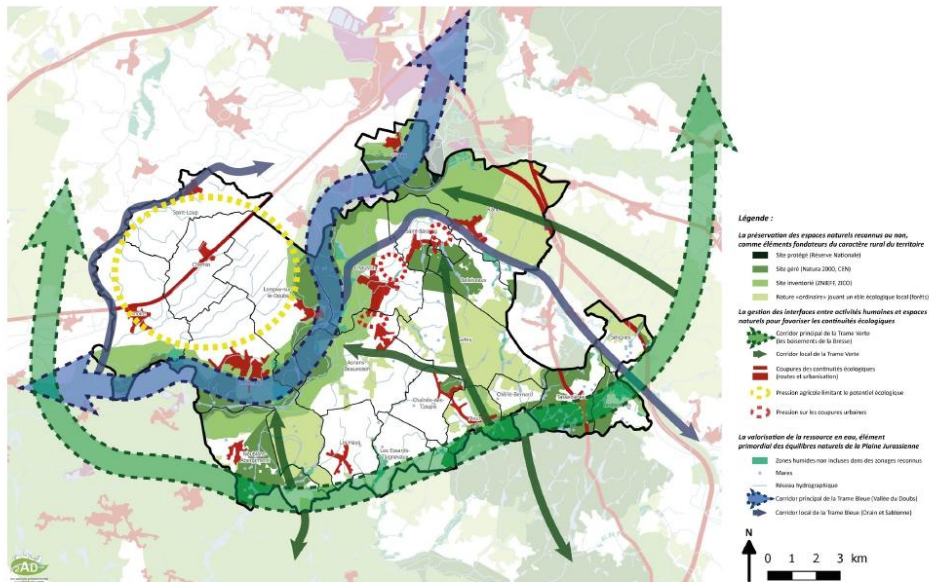 Saint-Loup
Chemin
Longwy-sur-
le-Doubs
Asnans-
Beauvoisin
Chaînée-des-
Coupis
Les Essards-
Taignevaux
Légende :
La préservation des espaces naturels reconnus ou non,
comme éléments fondateurs du caractère rural du territoire
Site protégé (Réserve Nationale)
Site géré (Natura 2000, CEN)
Site inventorié (ZNIEFF, ZICO)
Nature «ordinaire» jouant un rôle écologique local (forêts)
La gestion des interfaces entre activités humaines et espaces
naturels pour favoriser les continuités écologiques
Corridor principal de la Trame Verte
(les boisements de la Bresse)
Corridor local de la Trame Verte
Coupures des continuités écologiques
(routes et urbanisation)
Pression agricole limitant le potentiel écologique
Pression sur les coupures urbaines
La valorisation de la ressource en eau, élément
primordial des équilibres naturels de la Plaine Jurassienne
Zones humides non incluses dans des zonages reconnus
Mares
Réseau hydrographique
Corridor principal de la Trame Bleue (Vallée du Doubs)
Corridor local de la Trame Bleue (Orain et Sablonne)
N
0 1 2 3 km
AD